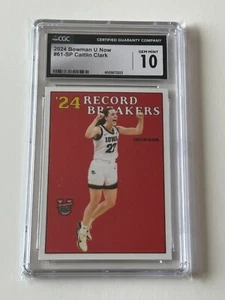 CGC
CERTIFIED GUARANTY COMPANY
2024 Bowman U Now
#61-SP Caitlin Clark
GEM MINT
10
'24 RECORD
BREAKERS
IOWA
22